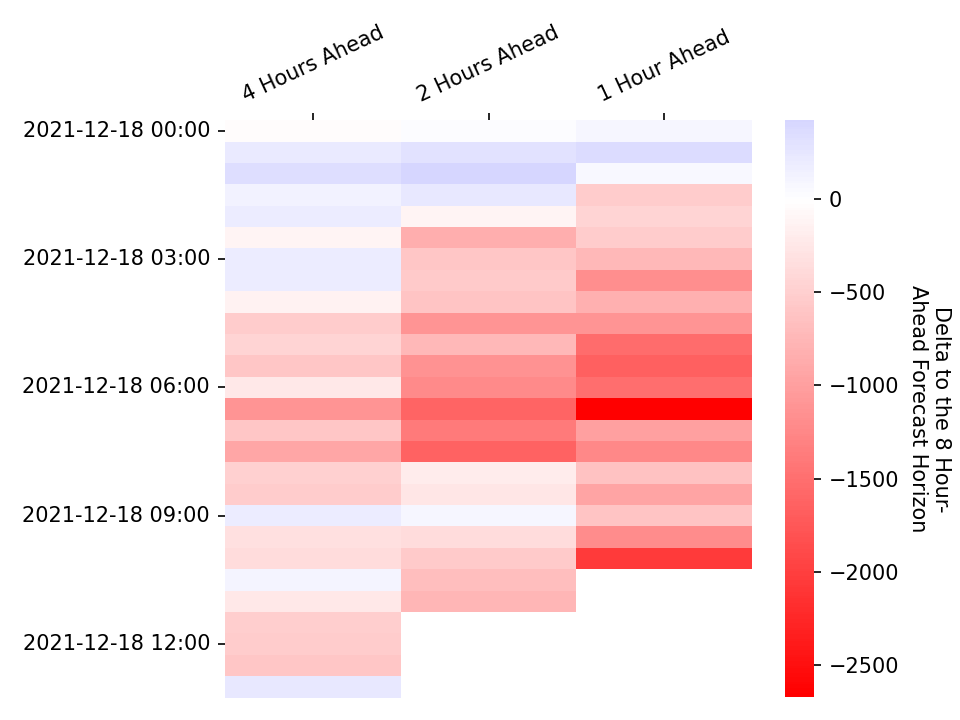 4 Hours Ahead
2 Hours Ahead
1 Hour Ahead
2021-12-18 00:00
2021-12-18 03:00
2021-12-18 06:00
2021-12-18 09:00
2021-12-18 12:00
0
−500
−1000
−1500
−2000
−2500
Delta to the 8 Hour-
Ahead Forecast Horizon